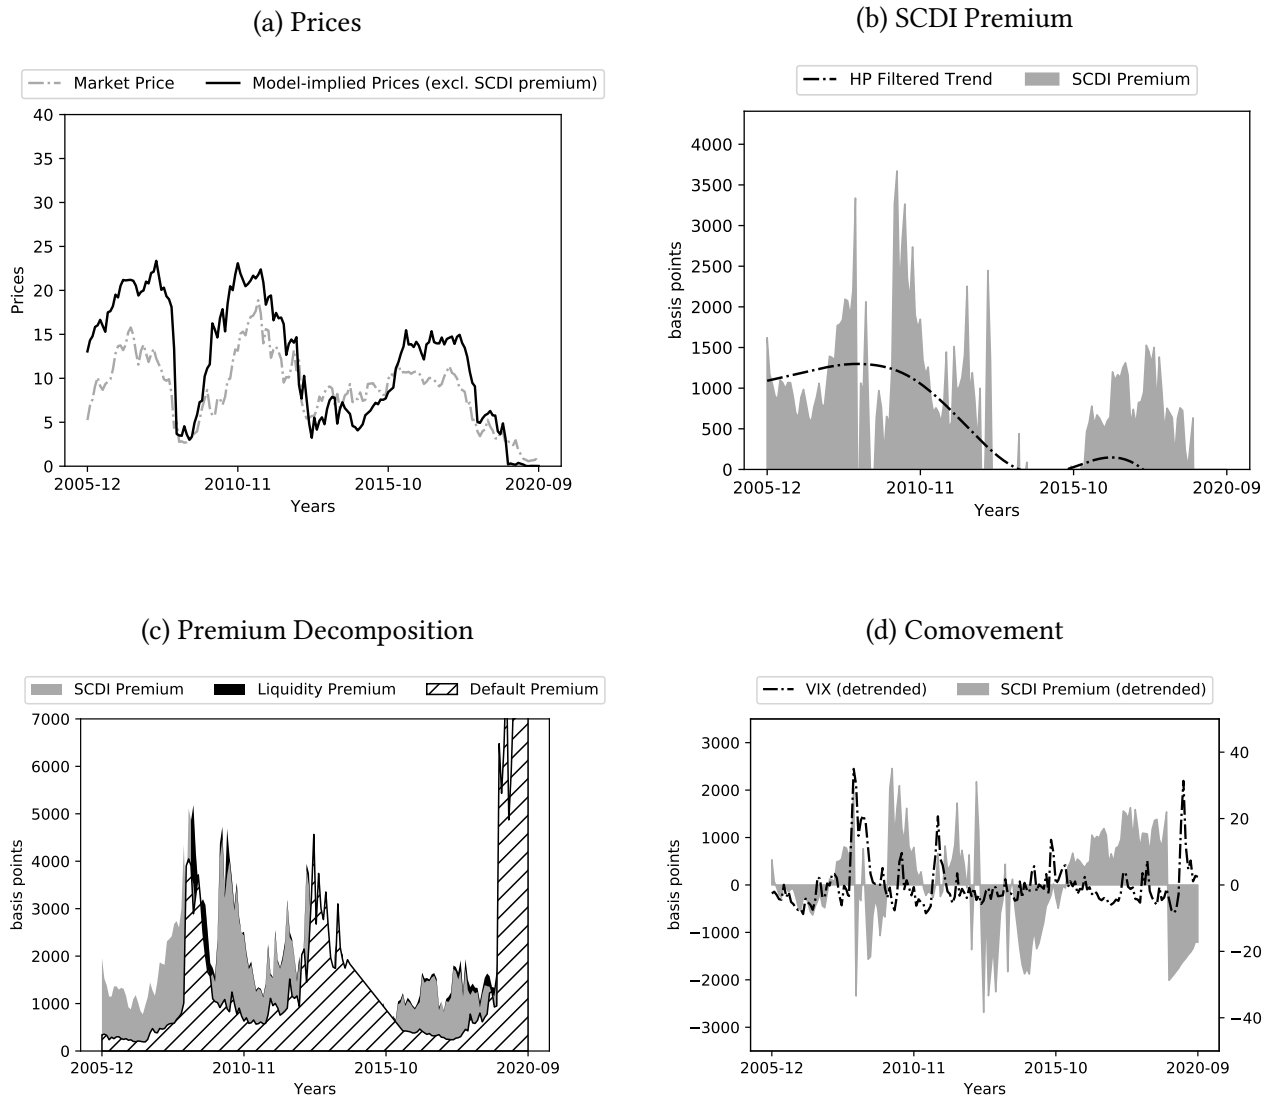 (a) Prices
Market Price
Model-implied Prices (excl. SCDI premium)
40
35
30
25
20
15
10
5
0
Prices
2005-12
2010-11
2015-10
2020-09
Years
(b) SCDI Premium
HP Filtered Trend
SCDI Premium
4000
3500
3000
2500
2000
1500
1000
500
0
basis points
2005-12
2010-11
2015-10
2020-09
Years
(c) Premium Decomposition
SCDI Premium
Liquidity Premium
Default Premium
7000
6000
5000
4000
3000
2000
1000
0
basis points
2005-12
2010-11
2015-10
2020-09
Years
(d) Comovement
VIX (detrended)
SCDI Premium (detrended)
3000
2000
1000
0
−1000
−2000
−3000
basis points
40
20
0
−20
−40
2005-12
2010-11
2015-10
2020-09
Years